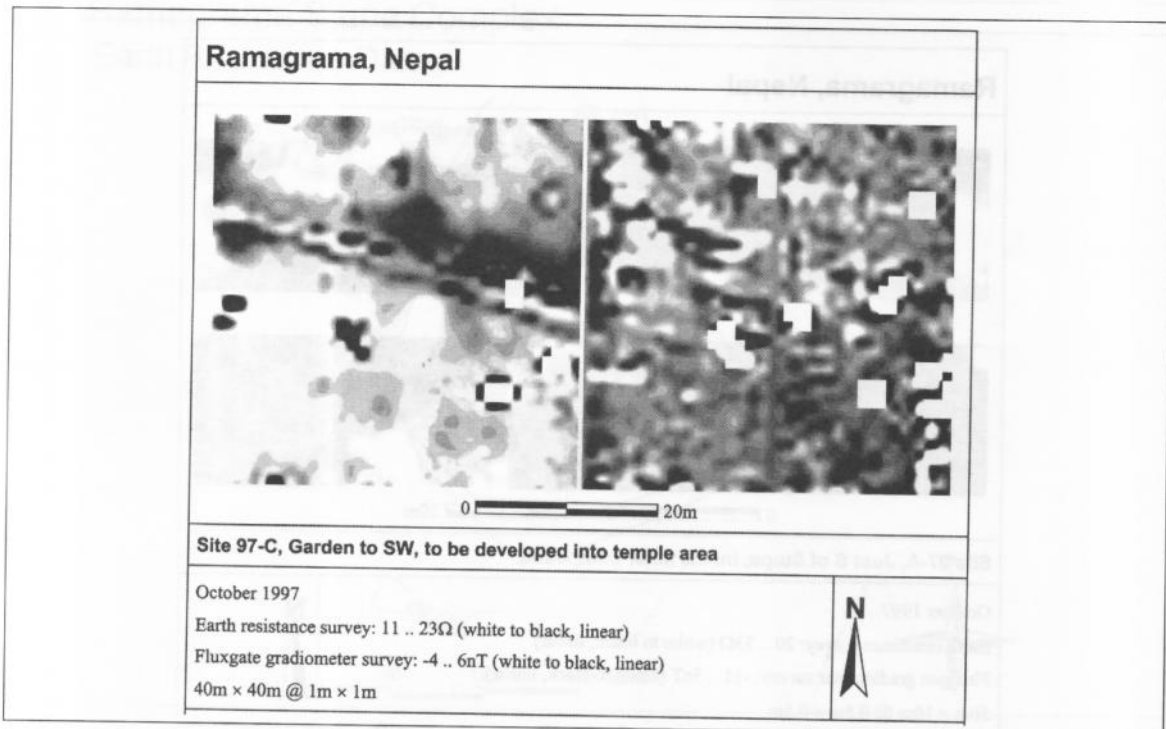 Ramagrama, Nepal
0 20m
Site 97-C, Garden to SW, to be developed into temple area
October 1997
Earth resistance survey: 11 .. 23Ω (white to black, linear)
Fluxgate gradiometer survey: -4 .. 6nT (white to black, linear)
40m × 40m @ 1m × 1m
N